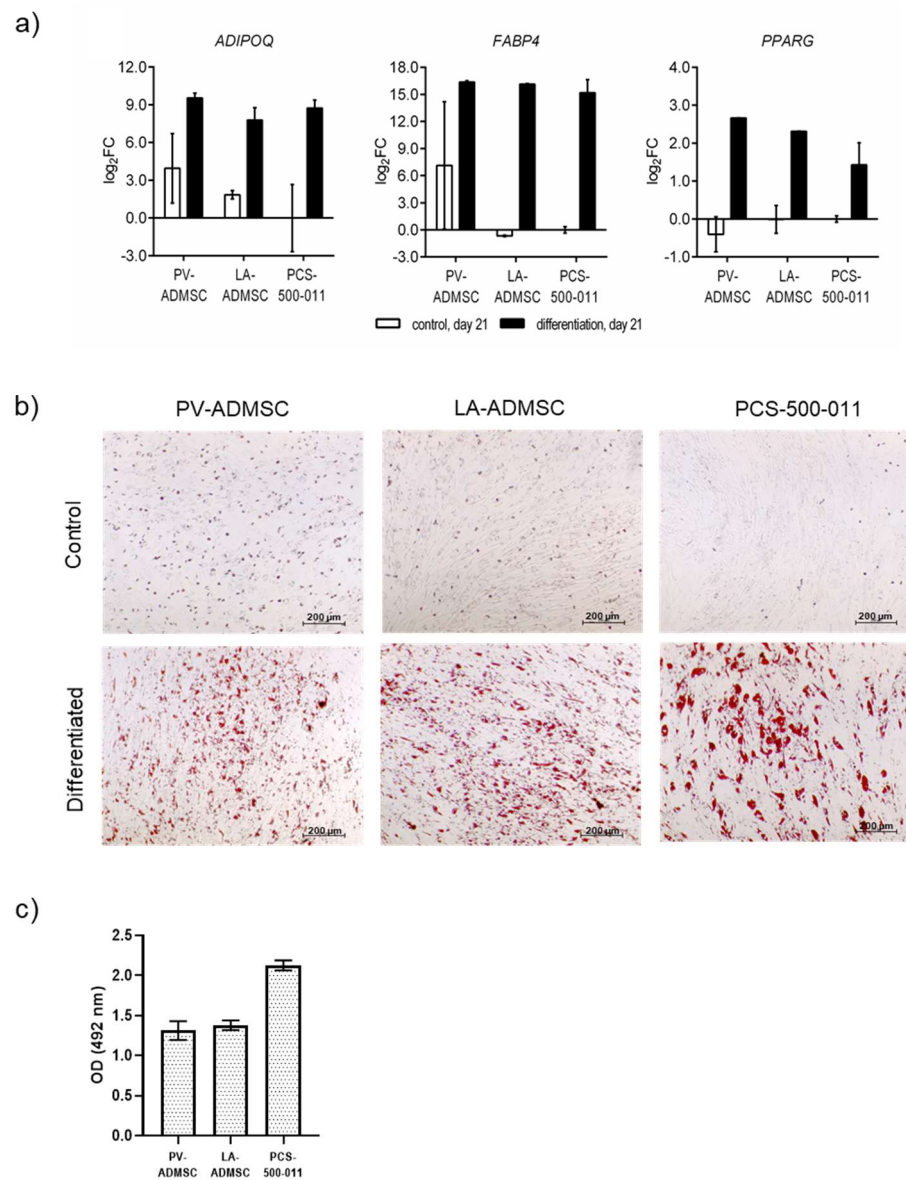 a)
ADIPOQ
FABP4
PPARG
12.0
9.0
6.0
3.0
0.0
-3.0
log₂FC
PV-
ADMSC
LA-
ADMSC
PCS-
500-011
18.0
15.0
12.0
9.0
6.0
3.0
0.0
-3.0
log₂FC
PV-
ADMSC
LA-
ADMSC
PCS-
500-011
4.0
3.0
2.0
1.0
0.0
-1.0
log₂FC
PV-
ADMSC
LA-
ADMSC
PCS-
500-011
control, day 21
differentiation, day 21
b)
PV-ADMSC
LA-ADMSC
PCS-500-011
Control
200 µm
200 µm
200 µm
Differentiated
200 µm
200 µm
200 µm
c)
2.5
2.0
1.5
1.0
0.5
0.0
OD (492 nm)
PV-
ADMSC
LA-
ADMSC
PCS-
500-011